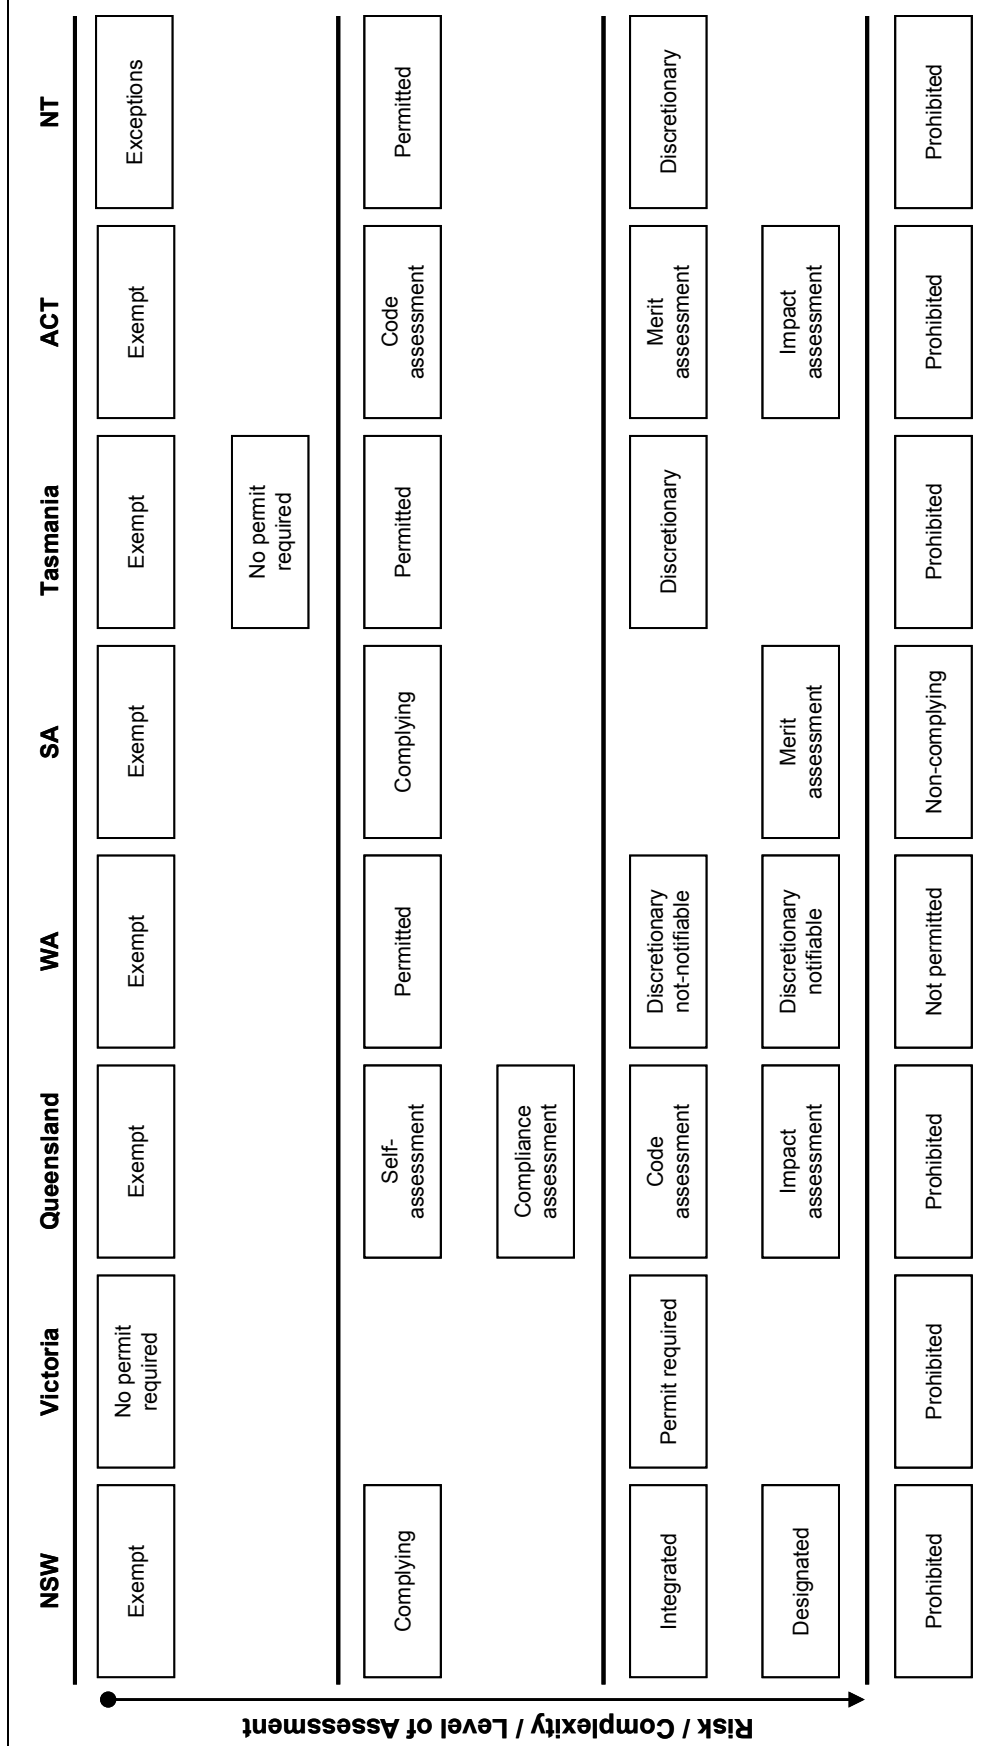 NSW
Victoria
Queensland
WA
SA
Tasmania
ACT
NT
Risk / Complexity / Level of Assessment
Exempt
No permit
required
Exempt
Exempt
Exempt
Exempt
Exempt
Exceptions
No permit
required
Complying
Self-
assessment
Permitted
Complying
Permitted
Code
assessment
Permitted
Compliance
assessment
Integrated
Permit required
Code
assessment
Discretionary
not-notifiable
Discretionary
Merit
assessment
Discretionary
Designated
Impact
assessment
Discretionary
notifiable
Merit
assessment
Impact
assessment
Prohibited
Prohibited
Prohibited
Not permitted
Non-complying
Prohibited
Prohibited
Prohibited